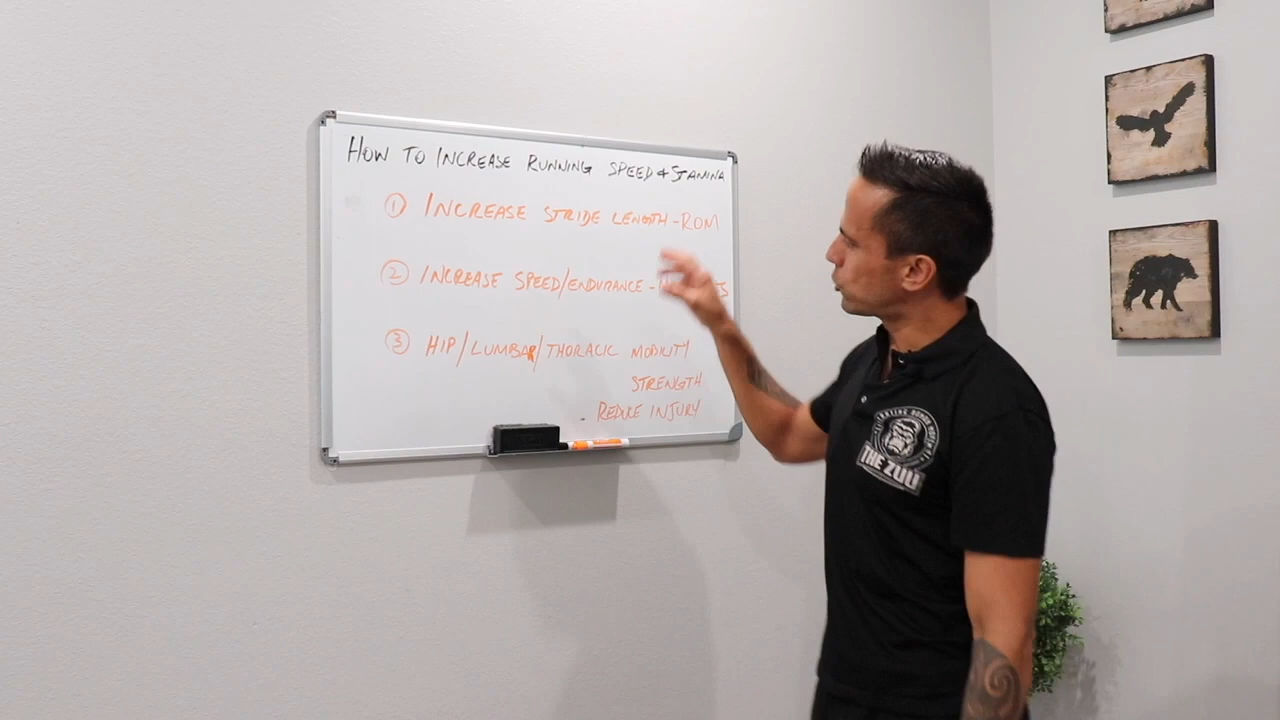 HOW TO INCREASE RUNNING SPEED & STAMINA
① INCREASE STRIDE LENGTH - ROM
② INCREASE SPEED/ENDURANCE -
③ HIP/LUMBAR/THORACIC MOBILITY
STRENGTH
REDUCE INJURY
THE ZUU